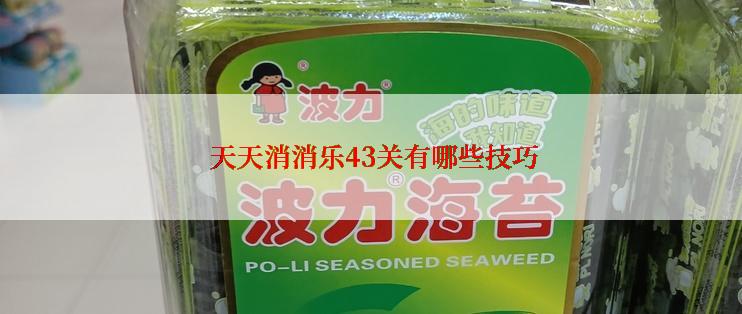 波力
海的味道
我知道
天天消消乐43关有哪些技巧
波力海苔
PO-LI SEASONED SEAWEED